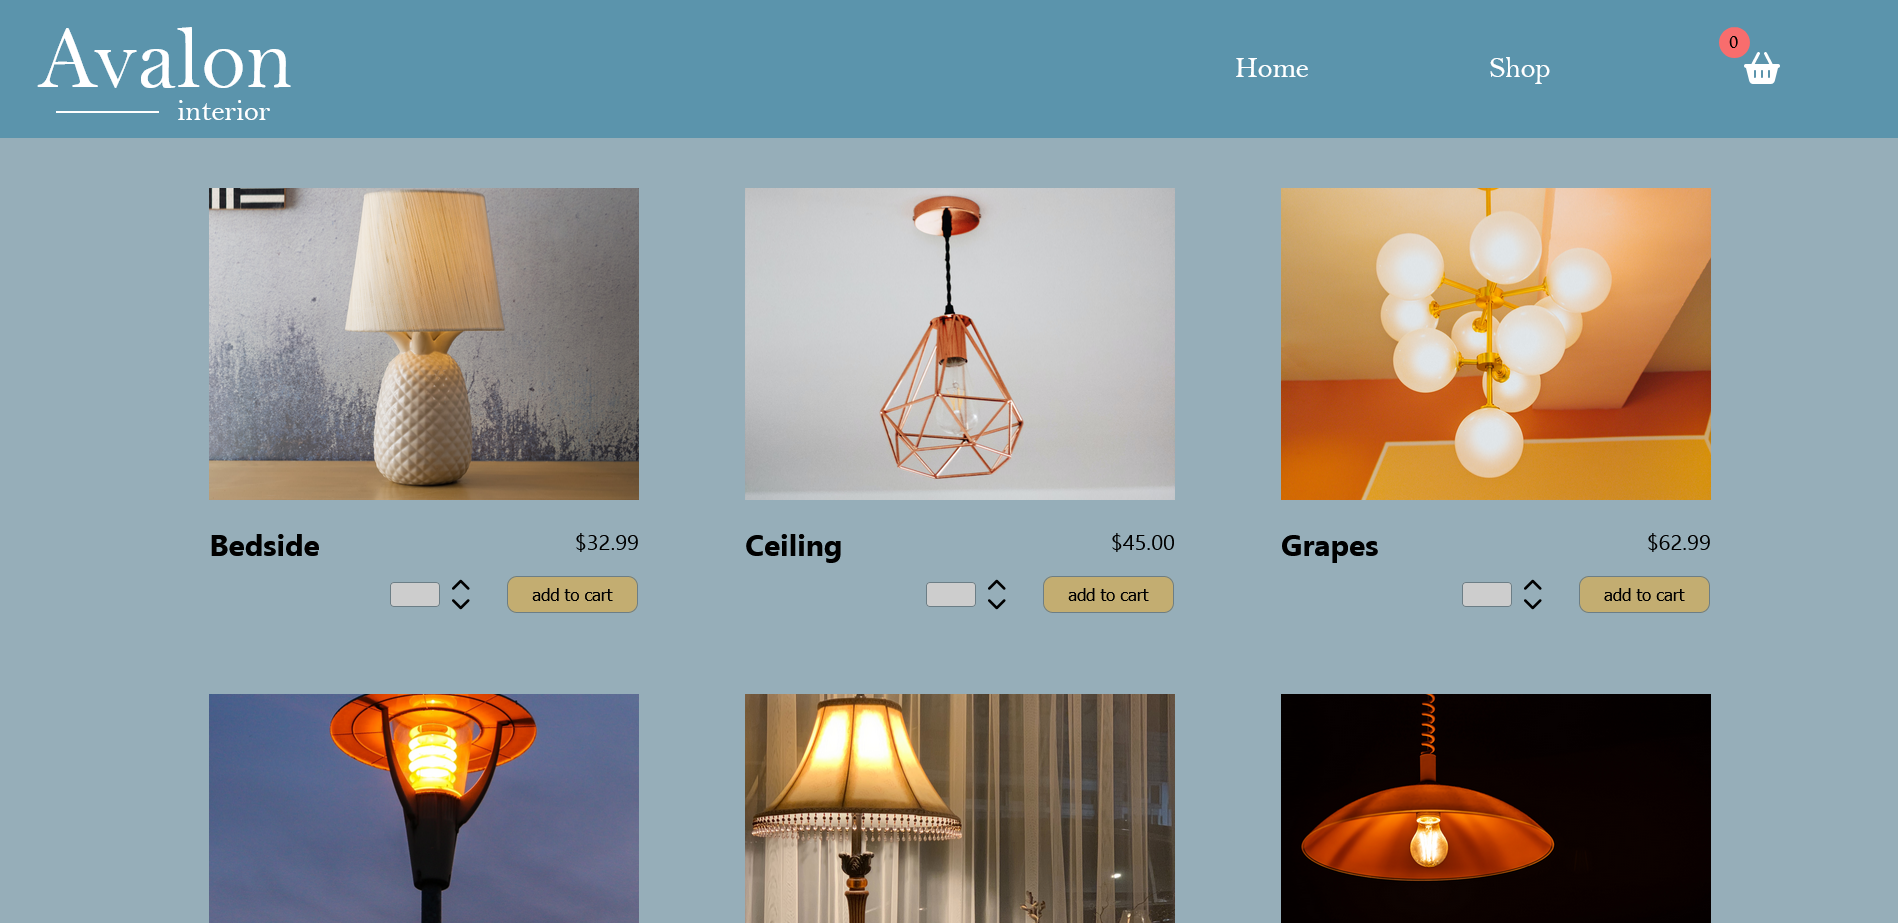 Avalon
interior
Home
Shop
0
Bedside
$32.99
add to cart
Ceiling
$45.00
add to cart
Grapes
$62.99
add to cart